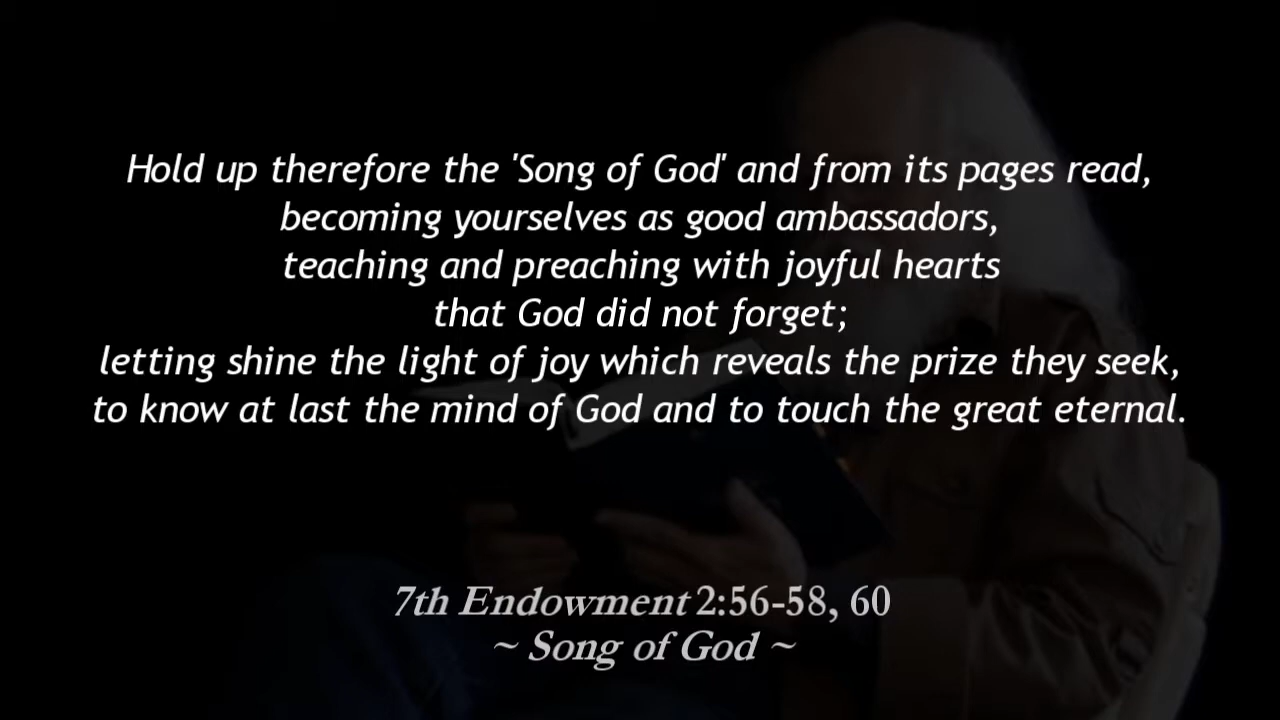 Hold up therefore the 'Song of God' and from its pages read,
becoming yourselves as good ambassadors,
teaching and preaching with joyful hearts
that God did not forget;
letting shine the light of joy which reveals the prize they seek,
to know at last the mind of God and to touch the great eternal.
7th Endowment 2:56-58, 60
~ Song of God ~